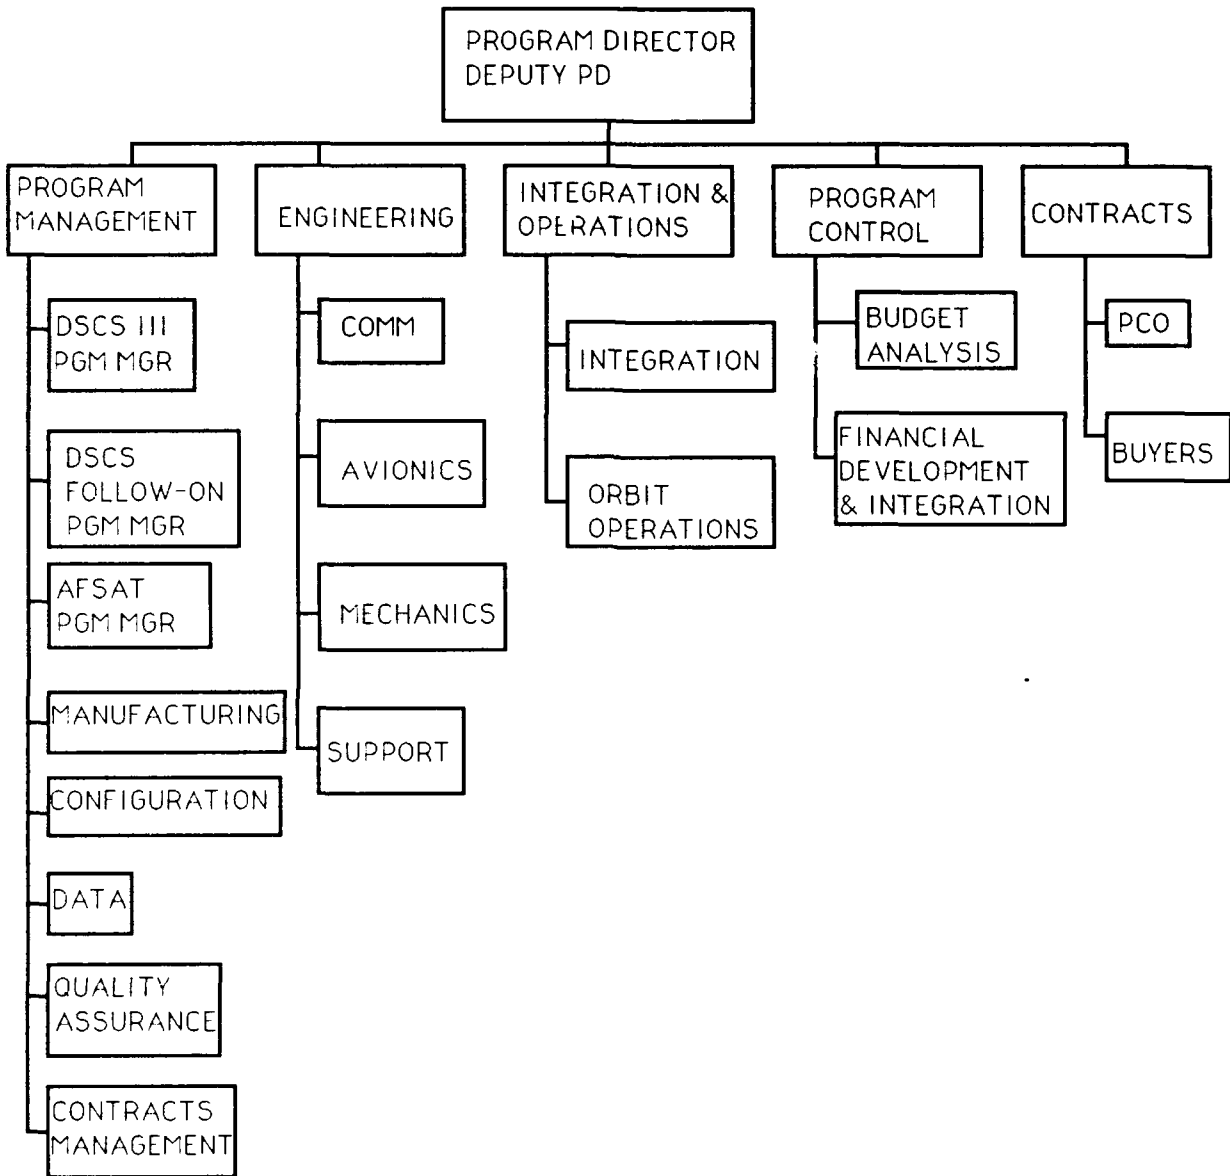 PROGRAM DIRECTOR
DEPUTY PD
PROGRAM
MANAGEMENT
ENGINEERING
INTEGRATION &
OPERATIONS
PROGRAM
CONTROL
CONTRACTS
DSCS III
PGM MGR
DSCS
FOLLOW-ON
PGM MGR
AFSAT
PGM MGR
MANUFACTURING
CONFIGURATION
DATA
QUALITY
ASSURANCE
CONTRACTS
MANAGEMENT
COMM
AVIONICS
MECHANICS
SUPPORT
INTEGRATION
ORBIT
OPERATIONS
BUDGET
ANALYSIS
FINANCIAL
DEVELOPMENT
& INTEGRATION
PCO
BUYERS